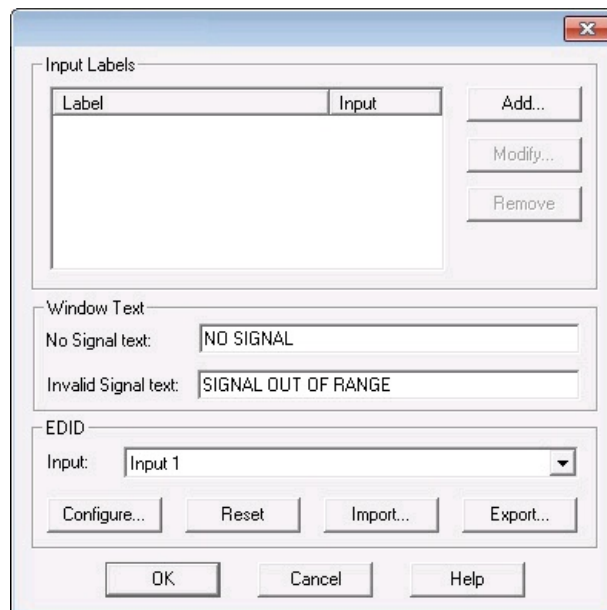 Input Labels
Label Input
Add...
Modify...
Remove
Window Text
No Signal text: NO SIGNAL
Invalid Signal text: SIGNAL OUT OF RANGE
EDID
Input: Input 1
Configure... Reset Import... Export...
OK Cancel Help